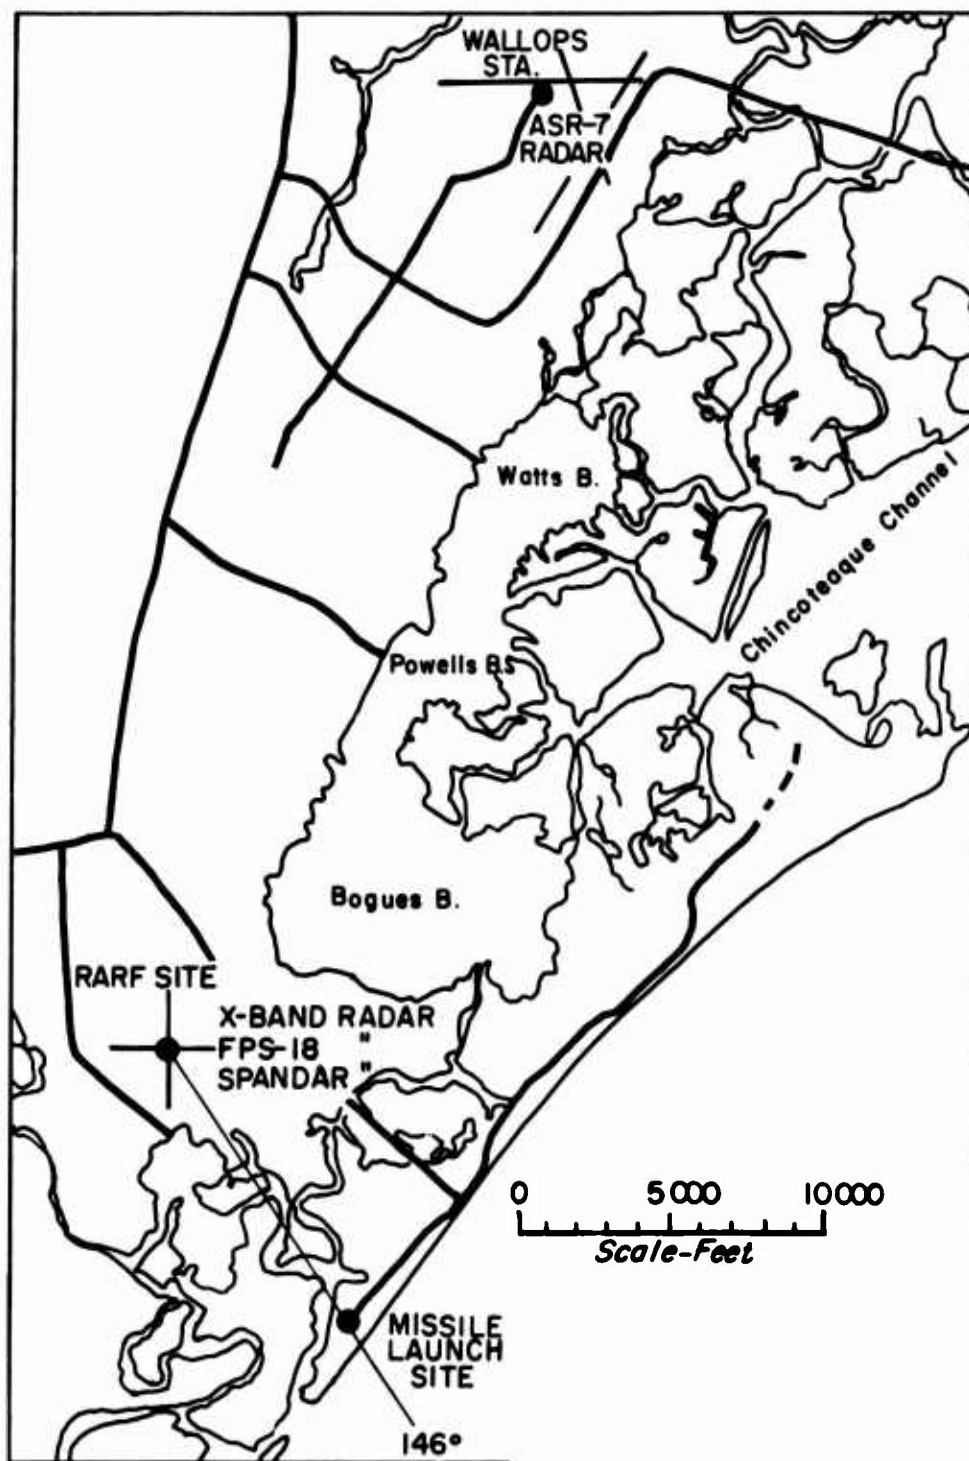 WALLOPS
STA.
ASR-7
RADAR
Watts B.
Chincoteaque Channel
Powells B.
Bogues B.
RARF SITE
X-BAND RADAR
FPS-18 "
SPANDAR "
0 5000 10000
Scale-Feet
MISSILE
LAUNCH
SITE
146°